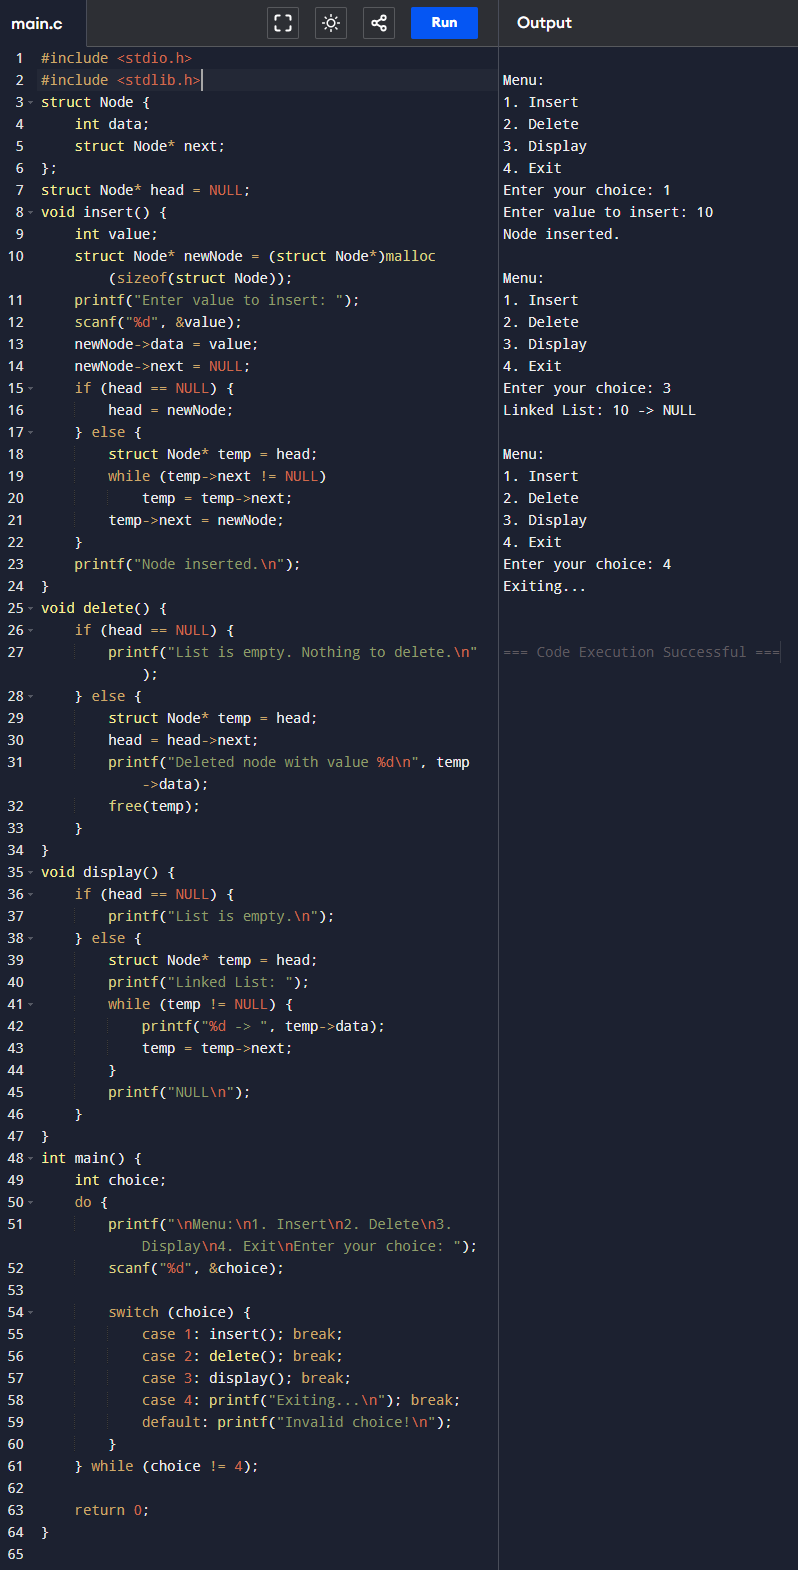 main.c
Run
Output
1 #include <stdio.h>
2 #include <stdlib.h>
3 struct Node {
4     int data;
5     struct Node* next;
6 };
7 struct Node* head = NULL;
8 void insert() {
9     int value;
10     struct Node* newNode = (struct Node*)malloc
        (sizeof(struct Node));
11     printf("Enter value to insert: ");
12     scanf("%d", &value);
13     newNode->data = value;
14     newNode->next = NULL;
15     if (head == NULL) {
16         head = newNode;
17     } else {
18         struct Node* temp = head;
19         while (temp->next != NULL)
20             temp = temp->next;
21         temp->next = newNode;
22     }
23     printf("Node inserted.\n");
24 }
25 void delete() {
26     if (head == NULL) {
27         printf("List is empty. Nothing to delete.\n"
            );
28     } else {
29         struct Node* temp = head;
30         head = head->next;
31         printf("Deleted node with value %d\n", temp
            ->data);
32         free(temp);
33     }
34 }
35 void display() {
36     if (head == NULL) {
37         printf("List is empty.\n");
38     } else {
39         struct Node* temp = head;
40         printf("Linked List: ");
41         while (temp != NULL) {
42             printf("%d -> ", temp->data);
43             temp = temp->next;
44         }
45         printf("NULL\n");
46     }
47 }
48 int main() {
49     int choice;
50     do {
51         printf("\nMenu:\n1. Insert\n2. Delete\n3.
            Display\n4. Exit\nEnter your choice: ");
52         scanf("%d", &choice);
53
54         switch (choice) {
55             case 1: insert(); break;
56             case 2: delete(); break;
57             case 3: display(); break;
58             case 4: printf("Exiting...\n"); break;
59             default: printf("Invalid choice!\n");
60         }
61     } while (choice != 4);
62
63     return 0;
64 }
65
Menu:
1. Insert
2. Delete
3. Display
4. Exit
Enter your choice: 1
Enter value to insert: 10
Node inserted.
Menu:
1. Insert
2. Delete
3. Display
4. Exit
Enter your choice: 3
Linked List: 10 -> NULL
Menu:
1. Insert
2. Delete
3. Display
4. Exit
Enter your choice: 4
Exiting...
=== Code Execution Successful ===